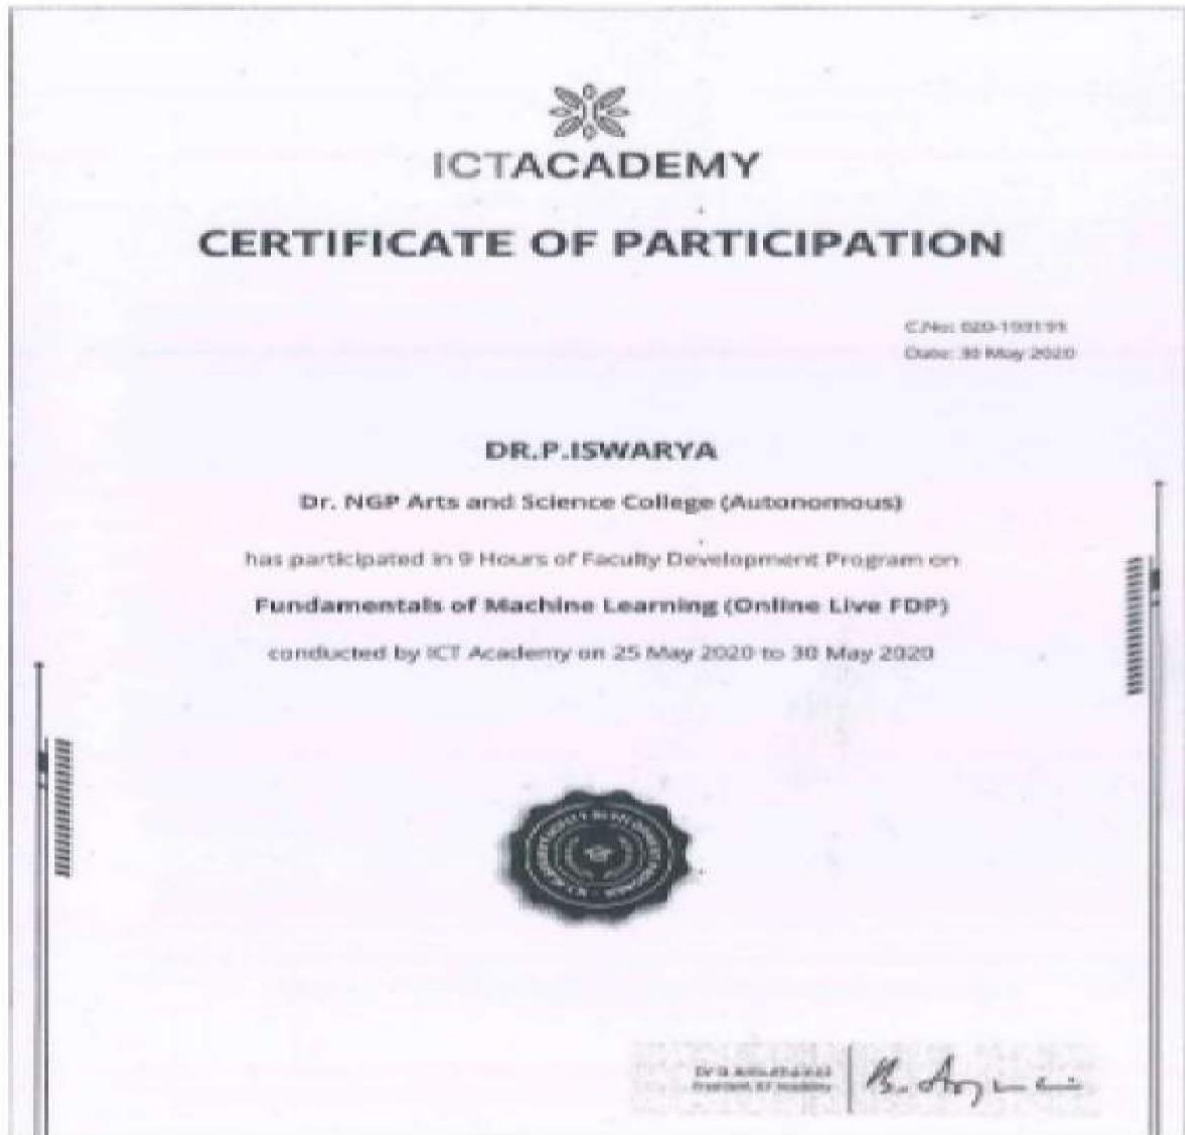 ICTACADEMY
CERTIFICATE OF PARTICIPATION
C.No:
Date: 30 May 2020
DR.P.ISWARYA
Dr. NGP Arts and Science College (Autonomous)
has participated in 9 Hours of Faculty Development Program on
Fundamentals of Machine Learning (Online Live FDP)
conducted by ICT Academy on 25 May 2020 to 30 May 2020